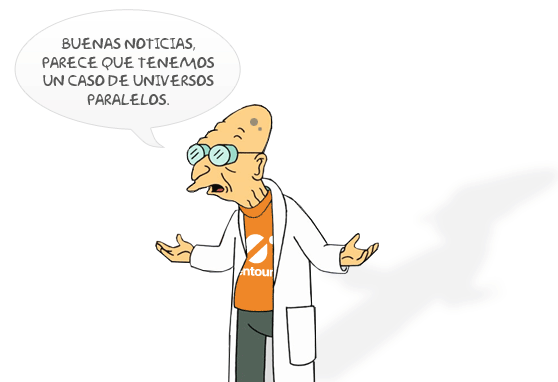 BUENAS NOTICIAS,
PARECE QUE TENEMOS
UN CASO DE UNIVERSOS
PARALELOS.
entour